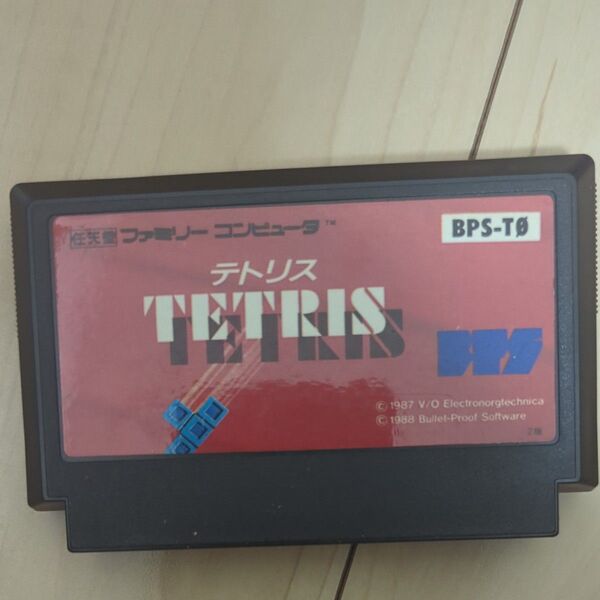 任天堂 ファミリー コンピュータ™
BPS-TØ
テトリス
TETRIS
BPS
© 1987 V/O Electronorgtechnica
© 1988 Bullet-Proof Software